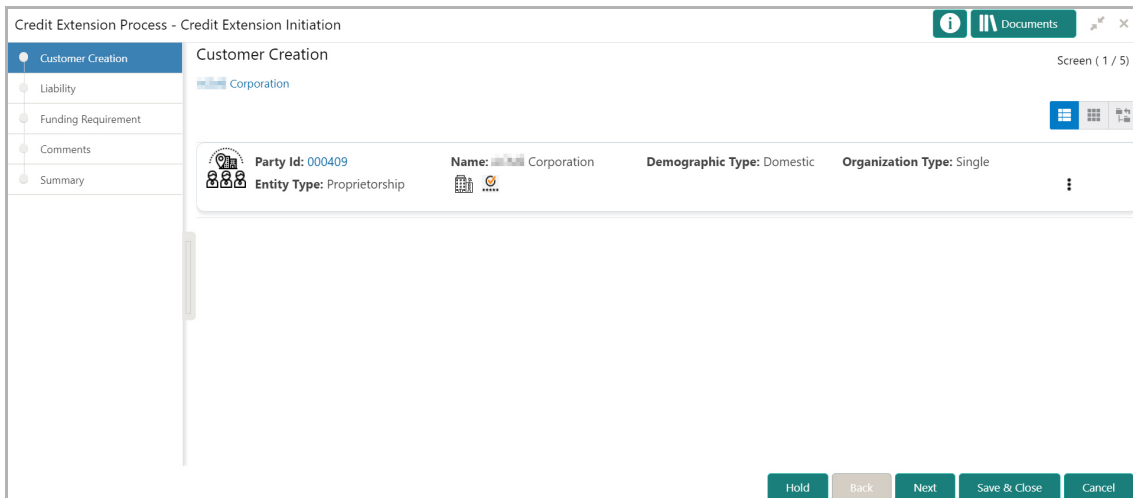 Credit Extension Process - Credit Extension Initiation
i Documents
Customer Creation
Liability
Funding Requirement
Comments
Summary
Customer Creation
Screen ( 1 / 5)
Corporation
Party Id: 000409 Name: Corporation Demographic Type: Domestic Organization Type: Single
Entity Type: Proprietorship
Hold Back Next Save & Close Cancel